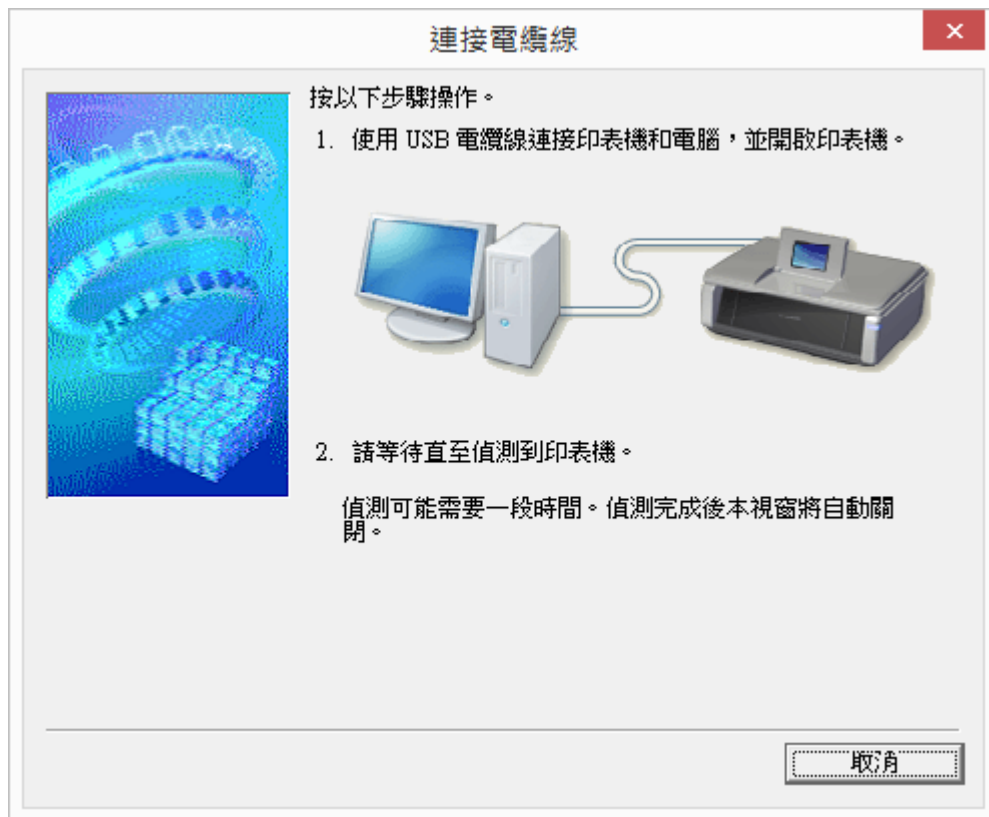 連接電纜線
按以下步驟操作。
1. 使用 USB 電纜線連接印表機和電腦，並開啟印表機。
2. 請等待直至偵測到印表機。
偵測可能需要一段時間。偵測完成後本視窗將自動關
閉。
取消